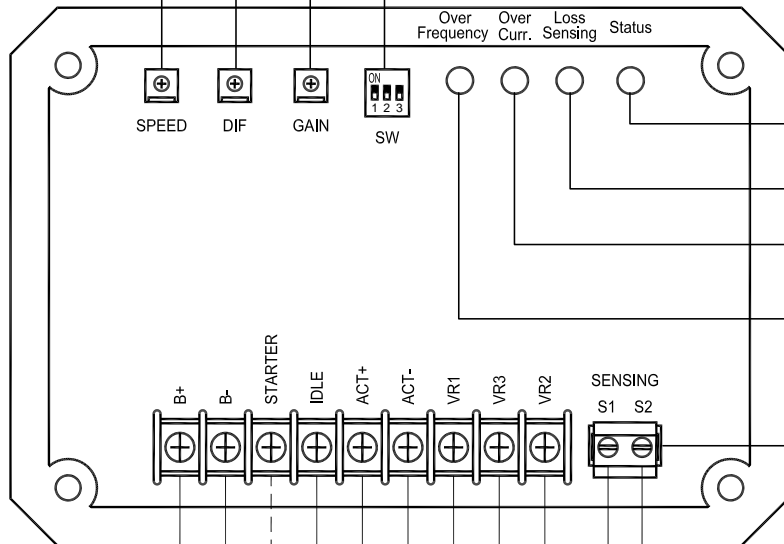 Over Frequency
Over Curr.
Loss Sensing
Status
ON
1 2 3
SPEED
DIF
GAIN
SW
B+
B-
STARTER
IDLE
ACT+
ACT-
VR1
VR3
VR2
SENSING
S1 S2